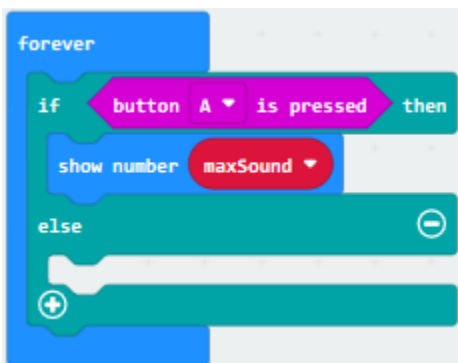 forever
if button A is pressed then
show number maxSound
else